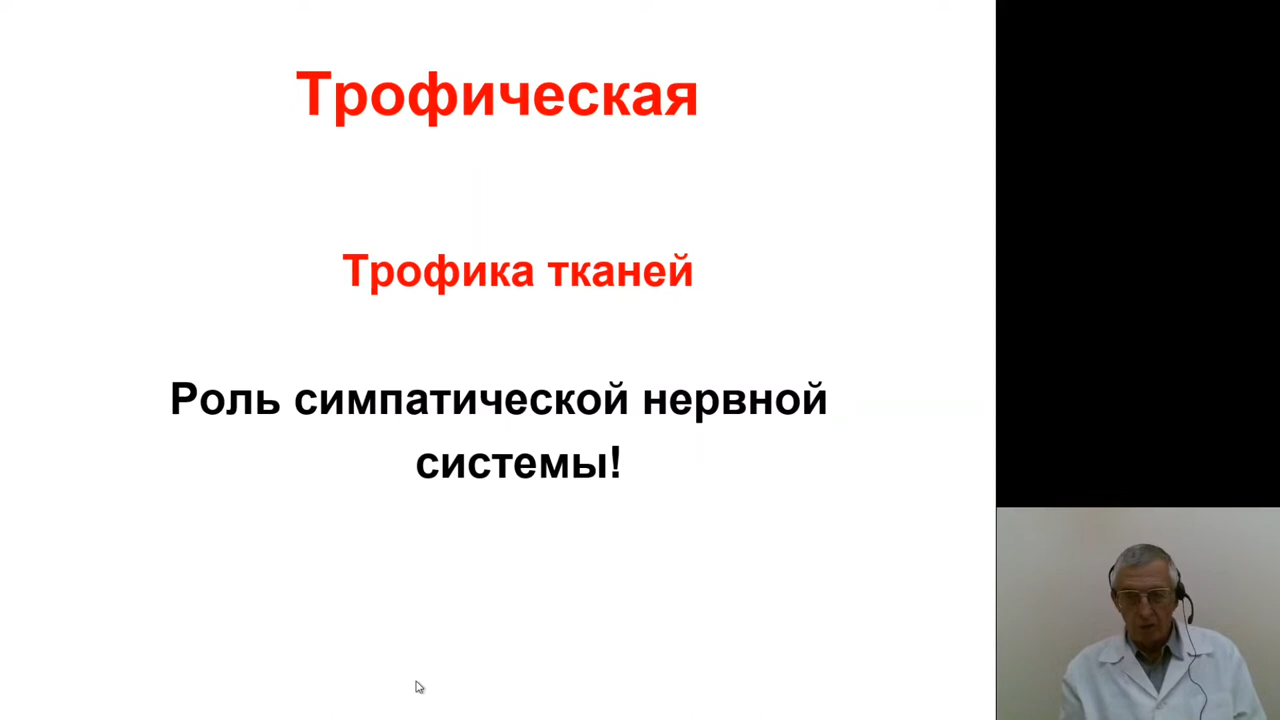 Трофическая
Трофика тканей
Роль симпатической нервной
системы!